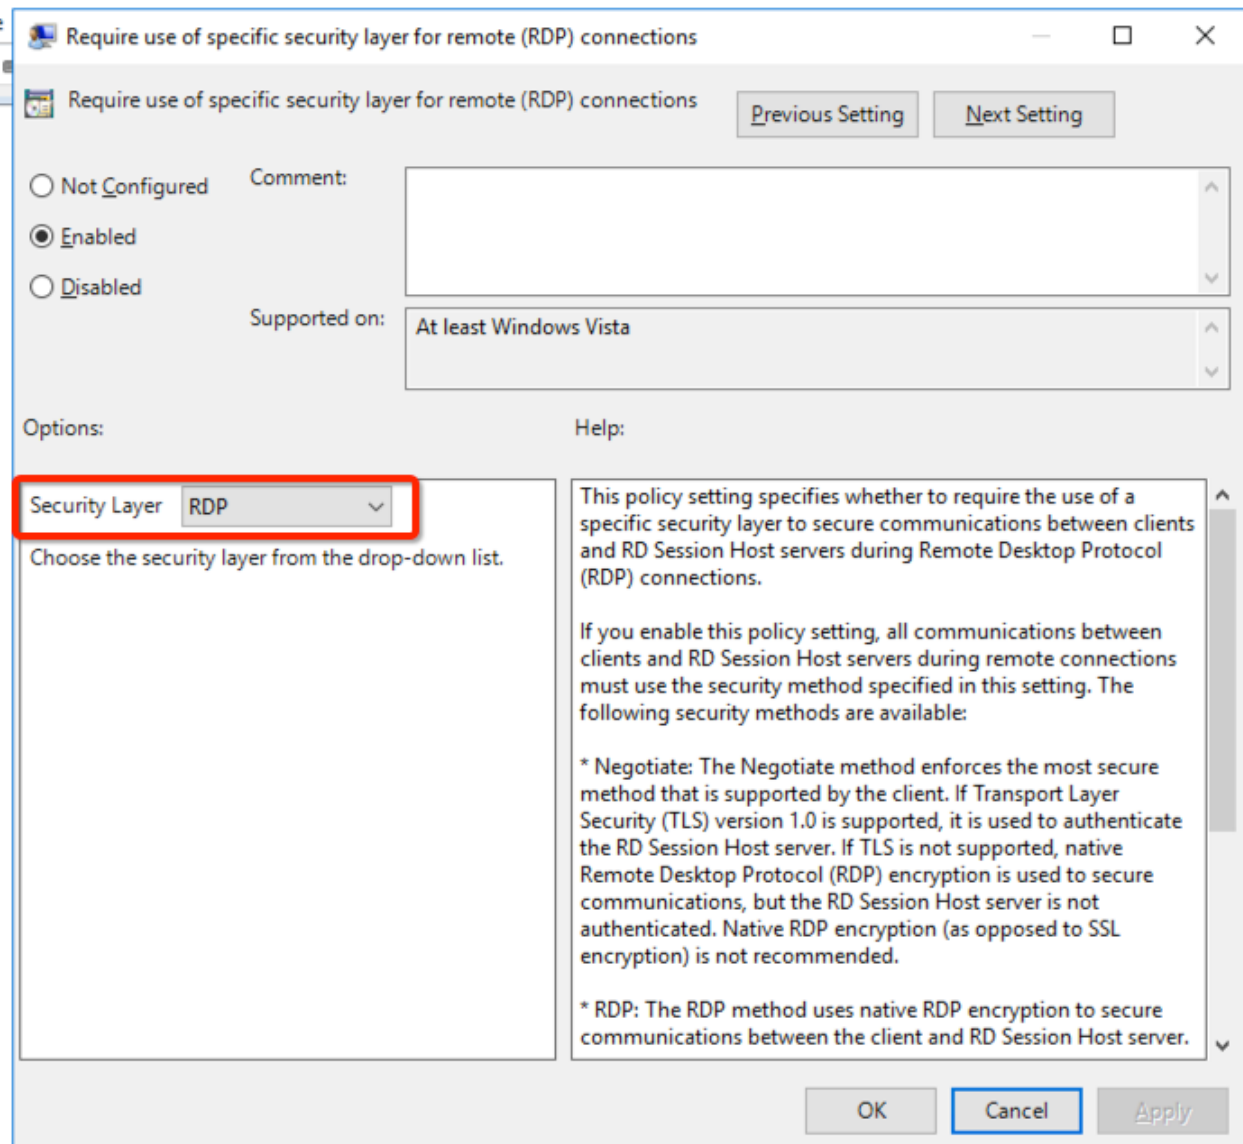 Require use of specific security layer for remote (RDP) connections
Require use of specific security layer for remote (RDP) connections
Previous Setting
Next Setting
Not Configured
Enabled
Disabled
Comment:
Supported on:
At least Windows Vista
Options:
Help:
Security Layer RDP
Choose the security layer from the drop-down list.
This policy setting specifies whether to require the use of a
specific security layer to secure communications between clients
and RD Session Host servers during Remote Desktop Protocol
(RDP) connections.
If you enable this policy setting, all communications between
clients and RD Session Host servers during remote connections
must use the security method specified in this setting. The
following security methods are available:
* Negotiate: The Negotiate method enforces the most secure
method that is supported by the client. If Transport Layer
Security (TLS) version 1.0 is supported, it is used to authenticate
the RD Session Host server. If TLS is not supported, native
Remote Desktop Protocol (RDP) encryption is used to secure
communications, but the RD Session Host server is not
authenticated. Native RDP encryption (as opposed to SSL
encryption) is not recommended.
* RDP: The RDP method uses native RDP encryption to secure
communications between the client and RD Session Host server.
OK
Cancel
Apply